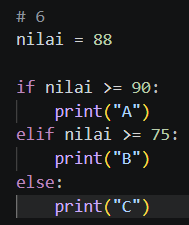 # 6
nilai = 88

if nilai >= 90:
    print("A")
elif nilai >= 75:
    print("B")
else:
    print("C")